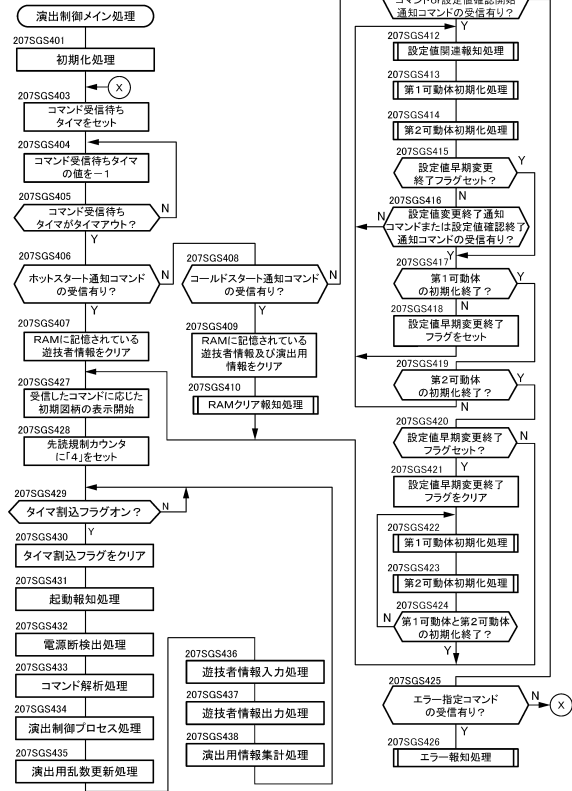 演出制御メイン処理
207SGS401
初期化処理
X
207SGS403
コマンド受信待ち
タイマをセット
207SGS404
コマンド受信待ちタイマ
の値を－1
207SGS405
コマンド受信待ち
タイマがタイマアウト?
N
Y
207SGS406
ホットスタート通知コマンド
の受信有り?
N
Y
207SGS407
RAMに記憶されている
遊技者情報をクリア
207SGS408
コールドスタート通知コマンド
の受信有り?
N
Y
207SGS409
RAMに記憶されている
遊技者情報及び演出用
情報をクリア
207SGS410
RAMクリア報知処理
207SGS427
受信したコマンドに応じた
初期図柄の表示開始
207SGS428
先読規制カウンタ
に「4」をセット
207SGS429
タイマ割込フラグオン?
N
Y
207SGS430
タイマ割込フラグをクリア
207SGS431
起動報知処理
207SGS432
電源断検出処理
207SGS433
コマンド解析処理
207SGS434
演出制御プロセス処理
207SGS435
演出用乱数更新処理
207SGS436
遊技者情報入力処理
207SGS437
遊技者情報出力処理
207SGS438
演出用情報集計処理
通知コマンドの受信有り?
Y
207SGS412
設定値関連報知処理
207SGS413
第1可動体初期化処理
207SGS414
第2可動体初期化処理
207SGS415
設定値早期変更
終了フラグセット?
Y
N
207SGS416
設定値変更終了通知
コマンドまたは設定値確認終了
通知コマンドの受信有り?
N
Y
207SGS417
第1可動体
の初期化終了?
Y
N
207SGS418
設定値早期変更終了
フラグをセット
207SGS419
第2可動体
の初期化終了?
Y
N
207SGS420
設定値早期変更終了
フラグセット?
N
Y
207SGS421
設定値早期変更終了
フラグをクリア
207SGS422
第1可動体初期化処理
207SGS423
第2可動体初期化処理
207SGS424
第1可動体と第2可動体
の初期化終了?
N
Y
207SGS425
エラー指定コマンド
の受信有り?
N
X
Y
207SGS426
エラー報知処理